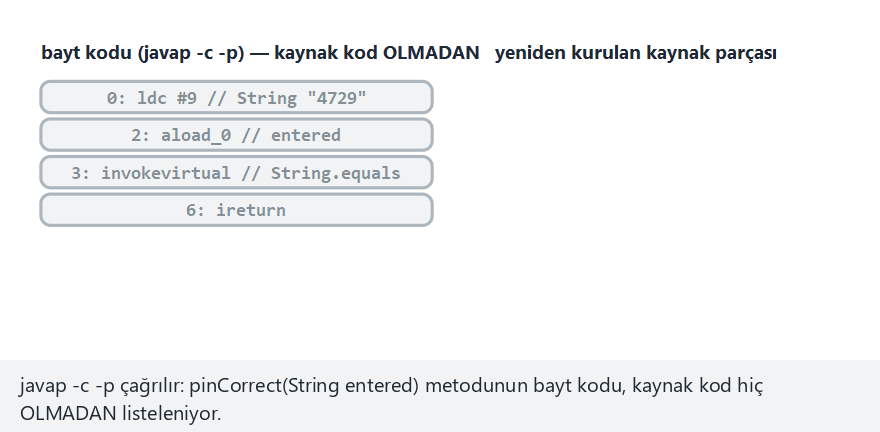 bayt kodu (javap -c -p) — kaynak kod OLMADAN yeniden kurulan kaynak parçası
0: ldc #9 // String "4729"
2: aload_0 // entered
3: invokevirtual // String.equals
6: ireturn
javap -c -p çağrılır: pinCorrect(String entered) metodunun bayt kodu, kaynak kod hiç
OLMADAN listeleniyor.